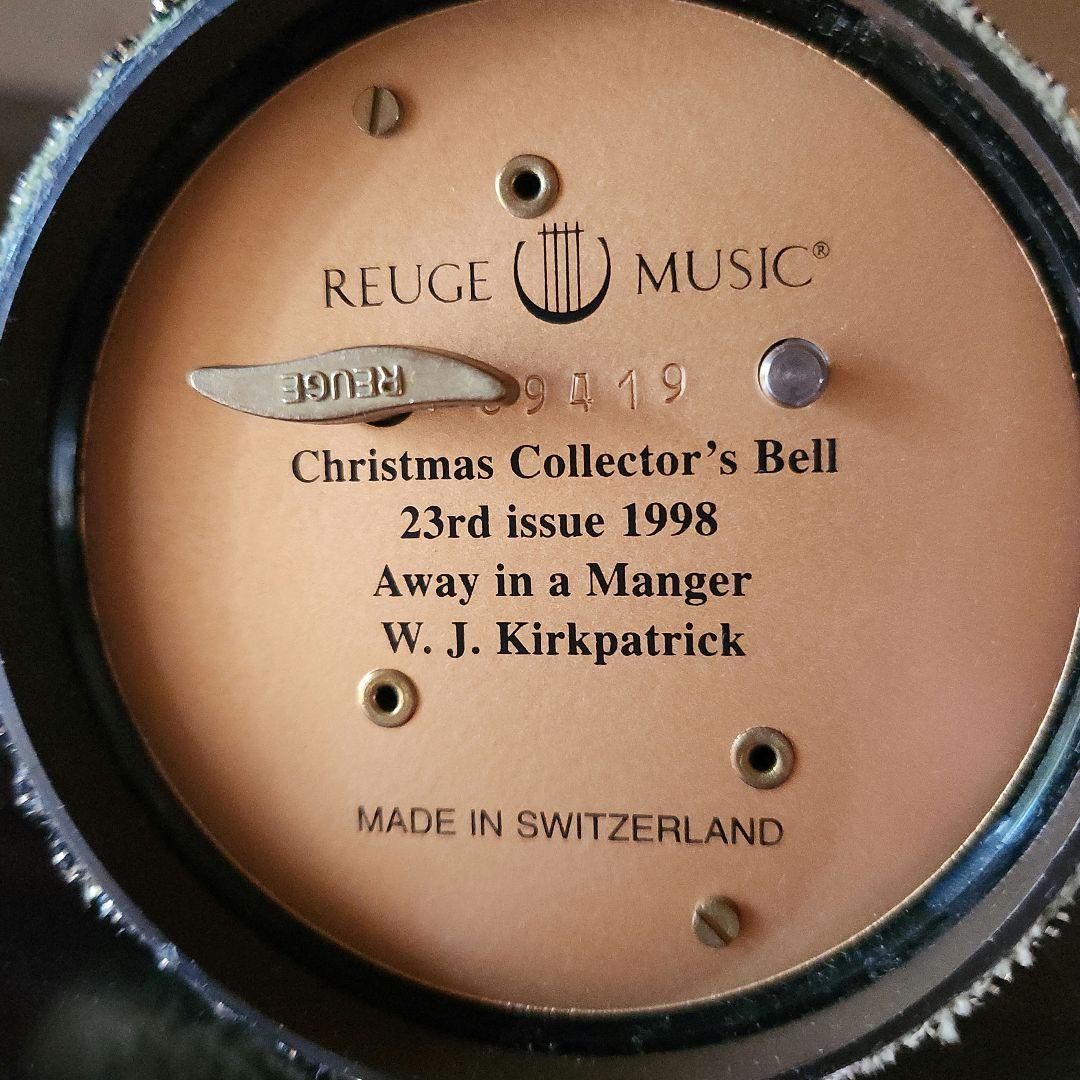 REUGE MUSIC®
REUGE
9419
Christmas Collector's Bell
23rd issue 1998
Away in a Manger
W. J. Kirkpatrick
MADE IN SWITZERLAND